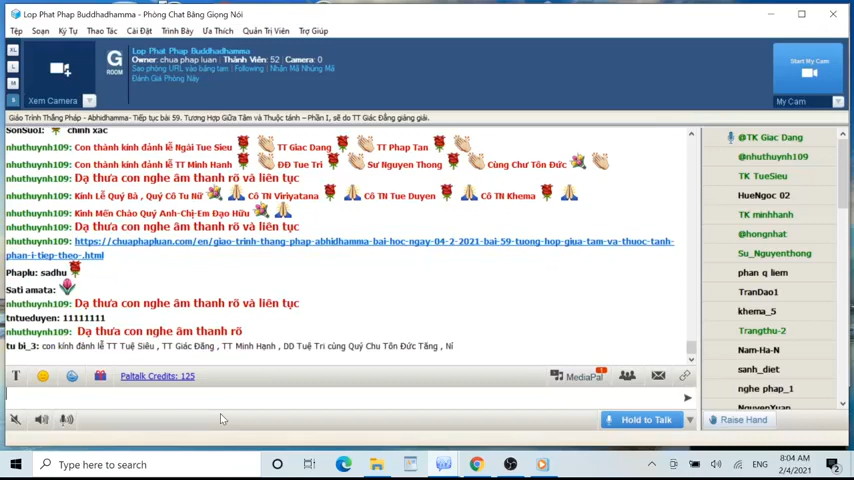 Lop Phat Phap Buddhadhamma - Phòng Chat Bằng Giọng Nói
Tệp Soạn Ký Tự Thao Tác Cài Đặt Trình Bày Ưa Thích Quản Trị Viên Trợ Giúp
XL
L
M
S
Xem Camera
G
ROOM
Lop Phat Phap Buddhadhamma
Owner: chua phap luan : Thành Viên: 52 : Camera: 0
Sao phòng URL vào bảng tạm | Following | Nhận Mã Nhúng Mã
Đánh Giá Phòng Này
Start My Cam
My Cam
Giáo Trình Thắng Pháp - Abhidhamma- Tiếp tục bài 59. Tương Hợp Giữa Tâm và Thuộc tánh – Phần I, sẽ do TT Giác Đẳng giảng giải.
SonSuoi: chính xác
nhuthuynh109: Con thành kính đảnh lễ Ngài Tue Sieu TT Giac Dang TT Phap Tan
nhuthuynh109: Con thành kính đảnh lễ TT Minh Hanh ĐĐ Tue Tri Sư Nguyen Thong Cùng Chư Tôn Đức
nhuthuynh109: Dạ thưa con nghe âm thanh rõ và liên tục
nhuthuynh109: Kính Lễ Quý Bà , Quý Cô Tu Nữ Cô TN Viriyatana Cô TN Tue Duyen Cô TN Khema
nhuthuynh109: Kính Mến Chào Quý Anh-Chị-Em Đạo Hữu
nhuthuynh109: Dạ thưa con nghe âm thanh rõ và liên tục
nhuthuynh109: https://chuaphapluan.com/en/giao-trinh-thang-phap-abhidhamma-bai-hoc-ngay-04-2-2021-bai-59-tuong-hop-giua-tam-va-thuoc-tanh-
phan-i-tiep-theo-.html
Phaplu: sadhu
Sati amata:
nhuthuynh109: Dạ thưa con nghe âm thanh rõ và liên tục
tntueduyen: 11111111
nhuthuynh109: Dạ thưa con nghe âm thanh rõ
tu bi_3: con kính đảnh lễ TT Tuệ Siêu , TT Giác Đẳng , TT Minh Hạnh , DD Tuệ Tri cùng Quý Chu Tôn Đức Tăng , Ni
@TK Giac Dang
@nhuthuynh109
TK TueSieu
HueNgoc 02
TK minhhanh
@hongnhat
Su_Nguyenthong
phan q liem
TranDao1
khema_5
Trangthu-2
Nam-Ha-N
sanh_diet
nghe phap_1
NguyenXuan
T Paltalk Credits: 125 MediaPal 1
Hold to Talk Raise Hand
Type here to search
ENG
8:04 AM
2/4/2021
2